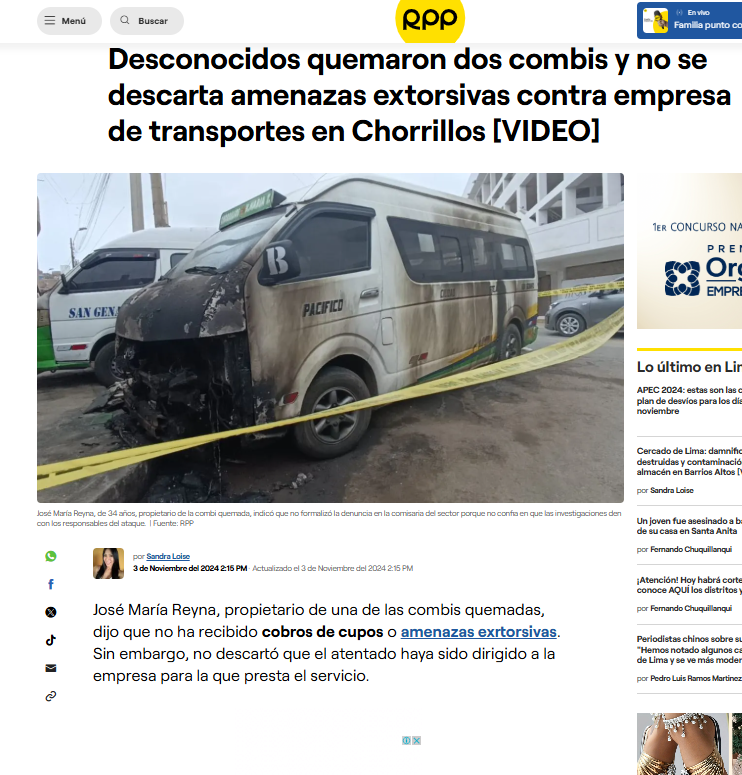 Menú
Buscar
RPP
En vivo
Familia punto co
Desconocidos quemaron dos combis y no se
descarta amenazas extorsivas contra empresa
de transportes en Chorrillos [VIDEO]
SAN GENA
B
PACIFICO
José María Reyna, de 34 años, propietario de la combi quemada, indicó que no formalizó la denuncia en la comisaria del sector porque no confia en que las investigaciones den
con los responsables del ataque. | Fuente: RPP
por Sandra Loise
3 de Noviembre del 2024 2:15 PM · Actualizado el 3 de Noviembre del 2024 2:15 PM
José María Reyna, propietario de una de las combis quemadas,
dijo que no ha recibido cobros de cupos o amenazas exrtorsivas.
Sin embargo, no descartó que el atentado haya sido dirigido a la
empresa para la que presta el servicio.
1ER CONCURSO NA
PREM
Org
EMPRE
Lo último en Lim
APEC 2024: estas son las c
plan de desvíos para los día
noviembre
Cercado de Lima: damnific
destruidas y contaminació
almacén en Barrios Altos [V
por Sandra Loise
Un joven fue asesinado a ba
de su casa en Santa Anita
por Fernando Chuquillanqui
¡Atención! Hoy habrá corte
conoce AQUÍ los distritos y
por Fernando Chuquillanqui
Periodistas chinos sobre su
"Hemos notado algunos ca
de Lima y se ve más moder
por Pedro Luis Ramos Martinez